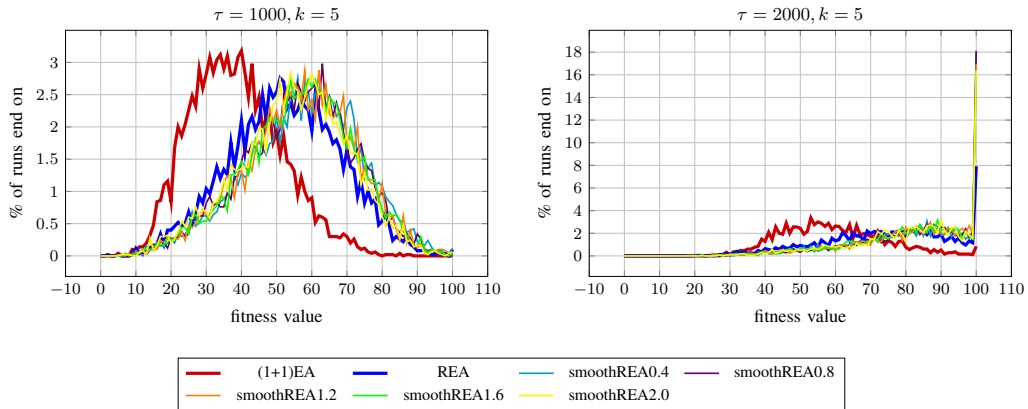 τ = 1000, k = 5
3
2.5
2
1.5
1
0.5
0
% of runs end on
−10 0 10 20 30 40 50 60 70 80 90 100 110
fitness value
τ = 2000, k = 5
18
16
14
12
10
8
6
4
2
0
% of runs end on
−10 0 10 20 30 40 50 60 70 80 90 100 110
fitness value
(1+1)EA REA smoothREA0.4 smoothREA0.8
smoothREA1.2 smoothREA1.6 smoothREA2.0